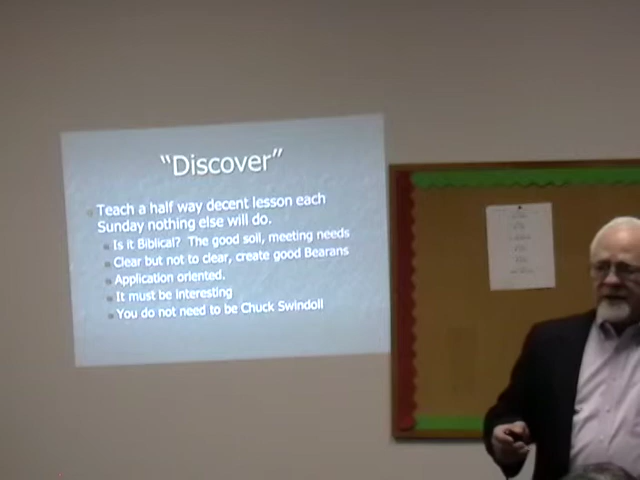 "Discover"
Teach a half way decent lesson each
Sunday nothing else will do.
Is it Biblical? The good soil, meeting needs
Clear but not to clear, create good Bearans
Application oriented.
It must be interesting
You do not need to be Chuck Swindoll